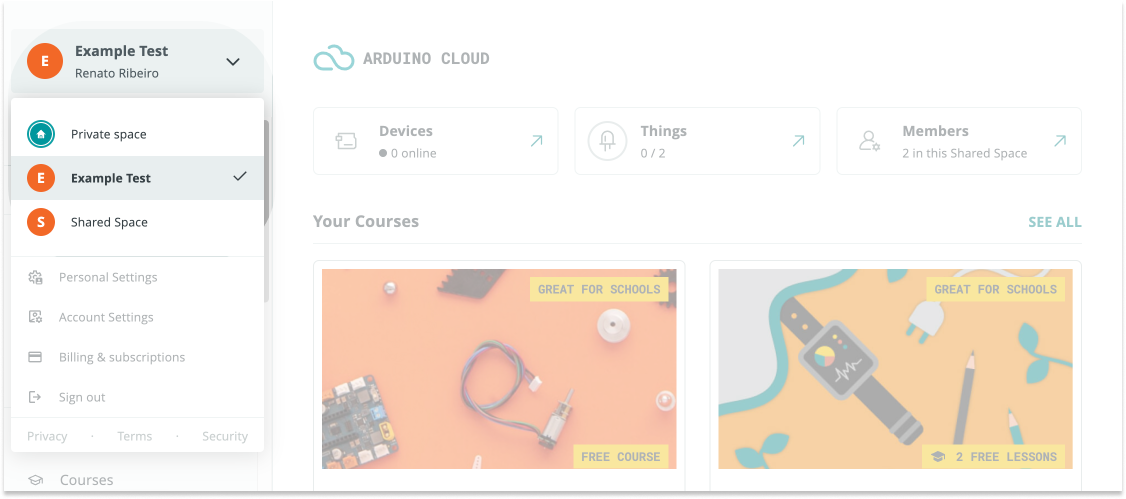 E
Example Test
Renato Ribeiro
Private space
E
Example Test
S
Shared Space
Personal Settings
Account Settings
Billing & subscriptions
Sign out
Privacy · Terms · Security
Courses
ARDUINO CLOUD
Devices
0 online
Things
0 / 2
Members
2 in this Shared Space
Your Courses
SEE ALL
GREAT FOR SCHOOLS
FREE COURSE
GREAT FOR SCHOOLS
2 FREE LESSONS